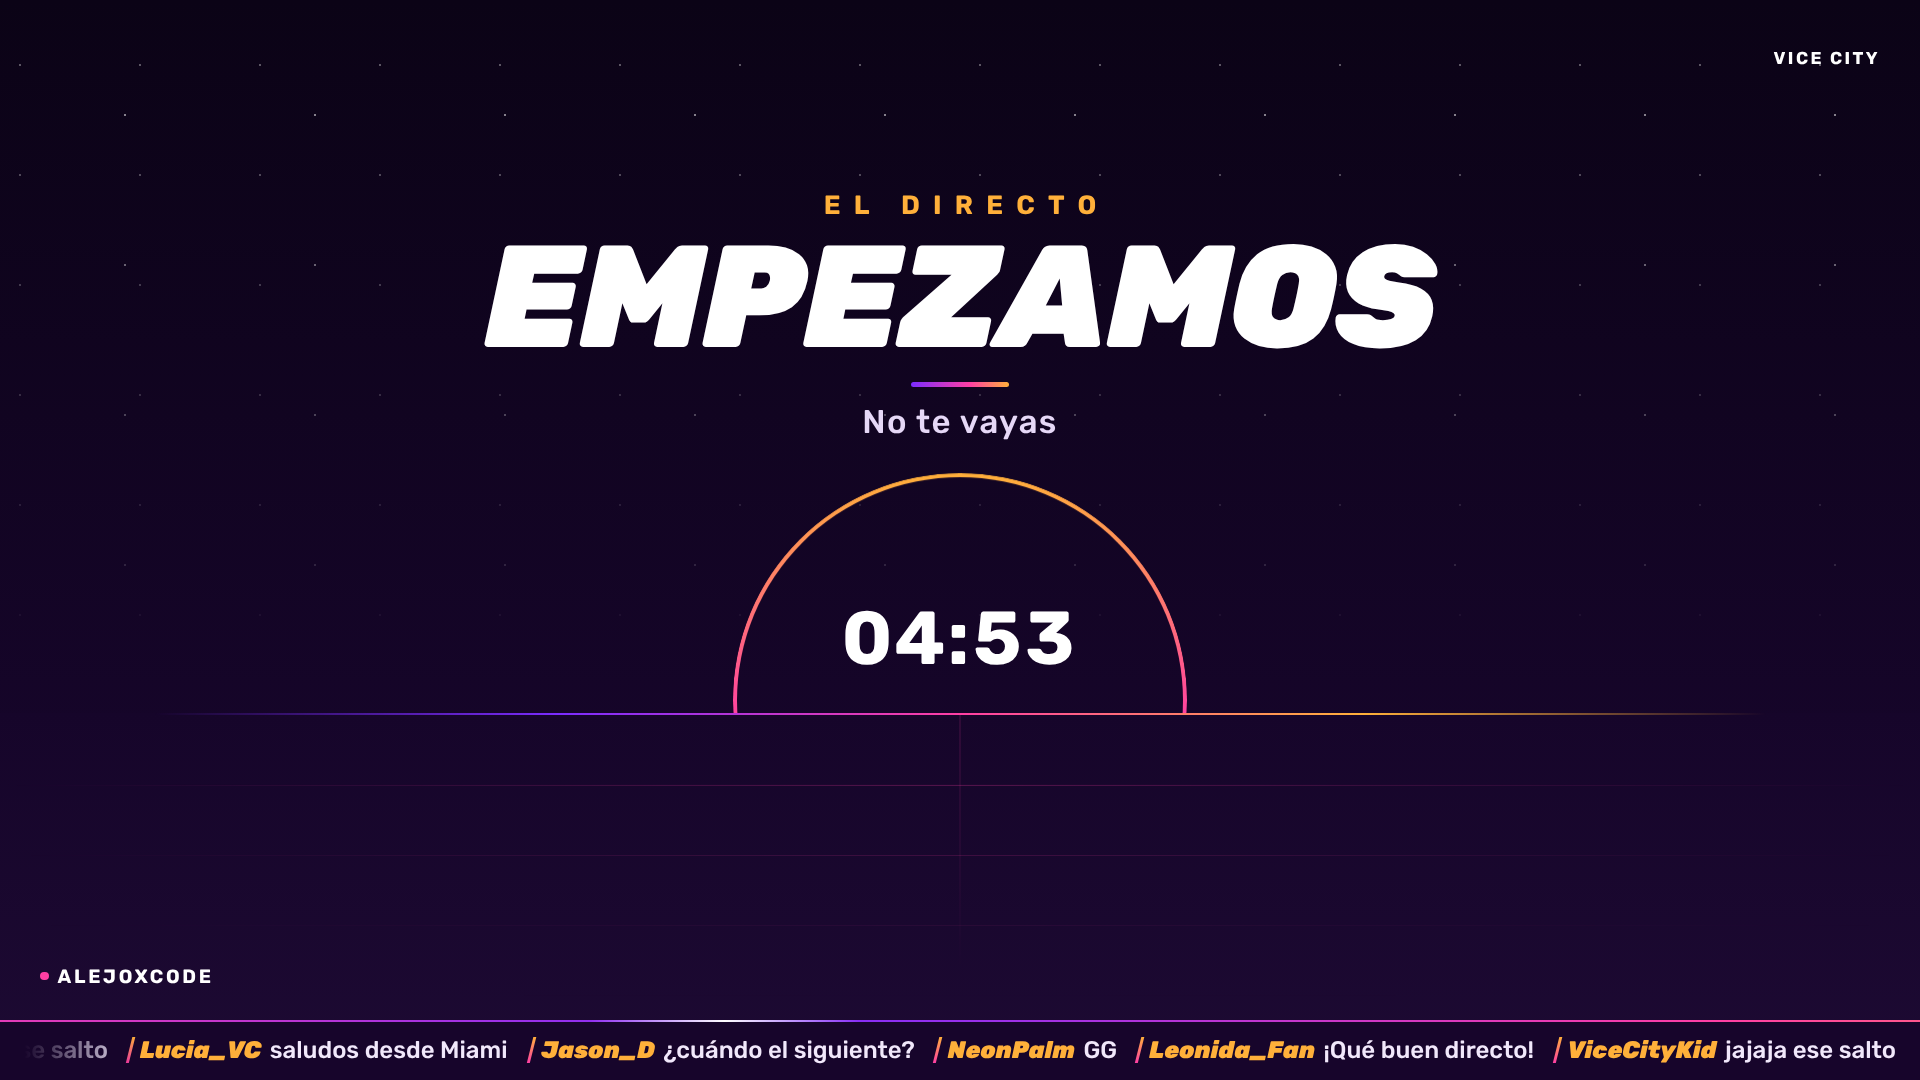 VICE CITY
EL DIRECTO
EMPEZAMOS
No te vayas
04:53
ALEJOXCODE
salto / Lucia_VC saludos desde Miami / Jason_D ¿cuándo el siguiente? / NeonPalm GG / Leonida_Fan ¡Qué buen directo! / ViceCityKid jajaja ese salto